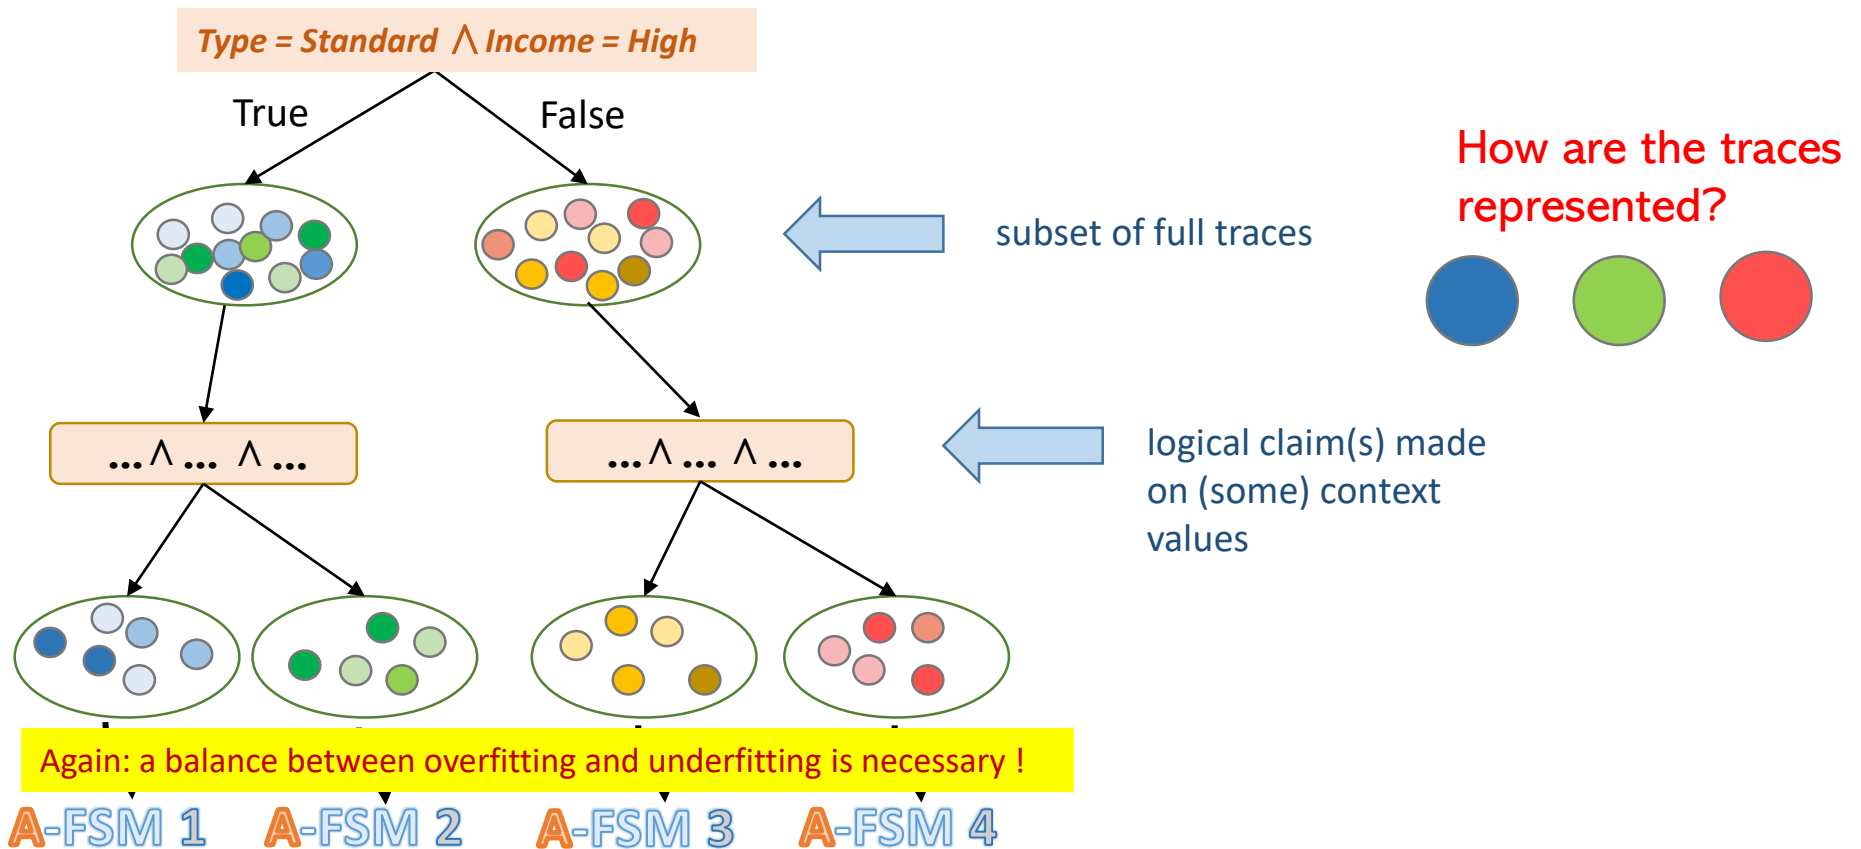 Type = Standard ∧ Income = High
True
False
How are the traces
represented?
subset of full traces
... ∧ ... ∧ ...
... ∧ ... ∧ ...
logical claim(s) made
on (some) context
values
Again: a balance between overfitting and underfitting is necessary !
A-FSM 1
A-FSM 2
A-FSM 3
A-FSM 4